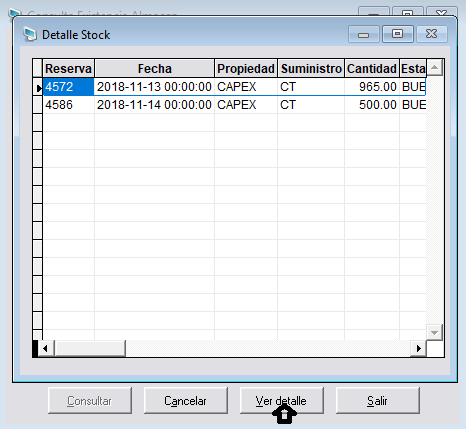 Consulta Existencia Almacen
Detalle Stock
Reserva Fecha Propiedad Suministro Cantidad Esta
4572 2018-11-13 00:00:00 CAPEX CT 965.00 BUE
4586 2018-11-14 00:00:00 CAPEX CT 500.00 BUE
Consultar Cancelar Ver detalle Salir